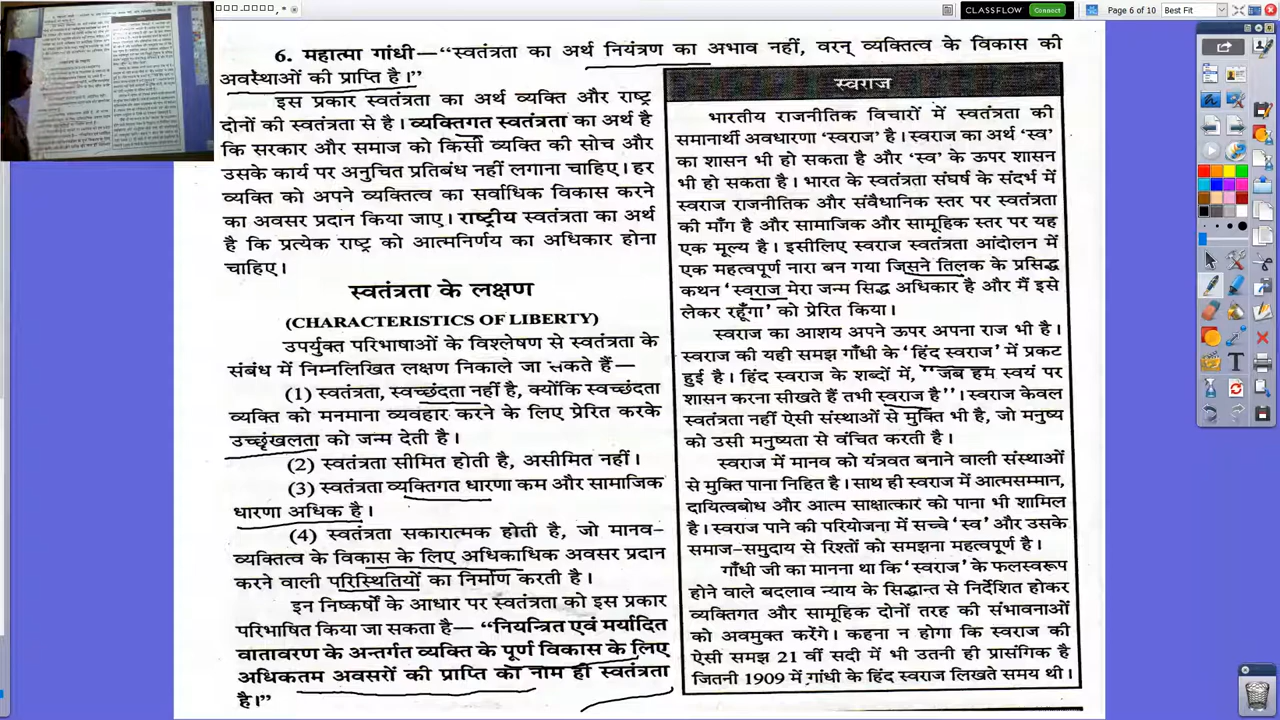 CLASSFLOW Connect
Page 6 of 10
Best Fit
6. महात्मा गांधी—“स्वतंत्रता का अर्थ नियंत्रण का अभाव नहीं, वरन् व्यक्तित्व के विकास की
अवस्थाओं की प्राप्ति है।”
इस प्रकार स्वतंत्रता का अर्थ व्यक्ति और राष्ट्र
दोनों की स्वतंत्रता से है। व्यक्तिगत स्वतंत्रता का अर्थ है
कि सरकार और समाज को किसी व्यक्ति की सोच और
उसके कार्य पर अनुचित प्रतिबंध नहीं लगाना चाहिए। हर
व्यक्ति को अपने व्यक्तित्व का सर्वाधिक विकास करने
का अवसर प्रदान किया जाए। राष्ट्रीय स्वतंत्रता का अर्थ
है कि प्रत्येक राष्ट्र को आत्मनिर्णय का अधिकार होना
चाहिए।
स्वतंत्रता के लक्षण
(CHARACTERISTICS OF LIBERTY)
उपर्युक्त परिभाषाओं के विश्लेषण से स्वतंत्रता के
संबंध में निम्नलिखित लक्षण निकाले जा सकते हैं—
(1) स्वतंत्रता, स्वच्छंदता नहीं है, क्योंकि स्वच्छंदता
व्यक्ति को मनमाना व्यवहार करने के लिए प्रेरित करके
उच्छृंखलता को जन्म देती है।
(2) स्वतंत्रता सीमित होती है, असीमित नहीं।
(3) स्वतंत्रता व्यक्तिगत धारणा कम और सामाजिक
धारणा अधिक है।
(4) स्वतंत्रता सकारात्मक होती है, जो मानव-
व्यक्तित्व के विकास के लिए अधिकाधिक अवसर प्रदान
करने वाली परिस्थितियों का निर्माण करती है।
इन निष्कर्षों के आधार पर स्वतंत्रता को इस प्रकार
परिभाषित किया जा सकता है— “नियन्त्रित एवं मर्यादित
वातावरण के अन्तर्गत व्यक्ति के पूर्ण विकास के लिए
अधिकतम अवसरों की प्राप्ति का नाम ही स्वतंत्रता
है।”
भारतीय राजनीतिक विचारों में स्वतंत्रता की
समानार्थी अवधारणा ‘स्वराज’ है। स्वराज का अर्थ ‘स्व’
का शासन भी हो सकता है और ‘स्व’ के ऊपर शासन
भी हो सकता है। भारत के स्वतंत्रता संघर्ष के संदर्भ में
स्वराज राजनीतिक और संवैधानिक स्तर पर स्वतंत्रता
की माँग है और सामाजिक और सामूहिक स्तर पर यह
एक मूल्य है। इसीलिए स्वराज स्वतंत्रता आंदोलन में
एक महत्वपूर्ण नारा बन गया जिसने तिलक के प्रसिद्ध
कथन ‘स्वराज मेरा जन्म सिद्ध अधिकार है और मैं इसे
लेकर रहूँगा’ को प्रेरित किया।
स्वराज का आशय अपने ऊपर अपना राज भी है।
स्वराज की यही समझ गाँधी के ‘हिंद स्वराज’ में प्रकट
हुई है। हिंद स्वराज के शब्दों में, “जब हम स्वयं पर
शासन करना सीखते हैं तभी स्वराज है”। स्वराज केवल
स्वतंत्रता नहीं ऐसी संस्थाओं से मुक्ति भी है, जो मनुष्य
को उसी मनुष्यता से वंचित करती है।
स्वराज में मानव को यंत्रवत बनाने वाली संस्थाओं
से मुक्ति पाना निहित है। साथ ही स्वराज में आत्मसम्मान,
दायित्वबोध और आत्म साक्षात्कार को पाना भी शामिल
है। स्वराज पाने की परियोजना में सच्चे ‘स्व’ और उसके
समाज-समुदाय से रिश्तों को समझना महत्वपूर्ण है।
गाँधी जी का मानना था कि ‘स्वराज’ के फलस्वरूप
होने वाले बदलाव न्याय के सिद्धान्त से निर्देशित होकर
व्यक्तिगत और सामूहिक दोनों तरह की संभावनाओं
को अवमुक्त करेंगे। कहना न होगा कि स्वराज की
ऐसी समझ 21 वीं सदी में भी उतनी ही प्रासंगिक है
जितनी 1909 में गांधी के हिंद स्वराज लिखते समय थी।